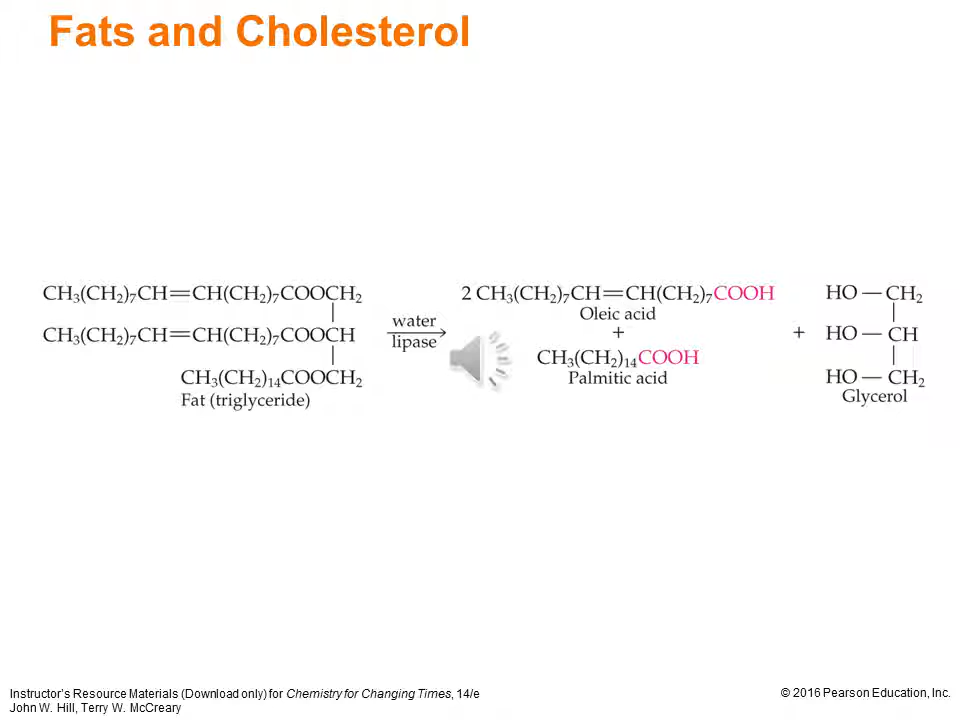 Fats and Cholesterol
CH₃(CH₂)₇CH=CH(CH₂)₇COOCH₂
CH₃(CH₂)₇CH=CH(CH₂)₇COOCH
CH₃(CH₂)₁₄COOCH₂
Fat (triglyceride)
water
lipase
2 CH₃(CH₂)₇CH=CH(CH₂)₇COOH
Oleic acid
+
CH₃(CH₂)₁₄COOH
Palmitic acid
+
HO — CH₂
HO — CH
HO — CH₂
Glycerol
Instructor's Resource Materials (Download only) for Chemistry for Changing Times, 14/e
John W. Hill, Terry W. McCreary
© 2016 Pearson Education, Inc.